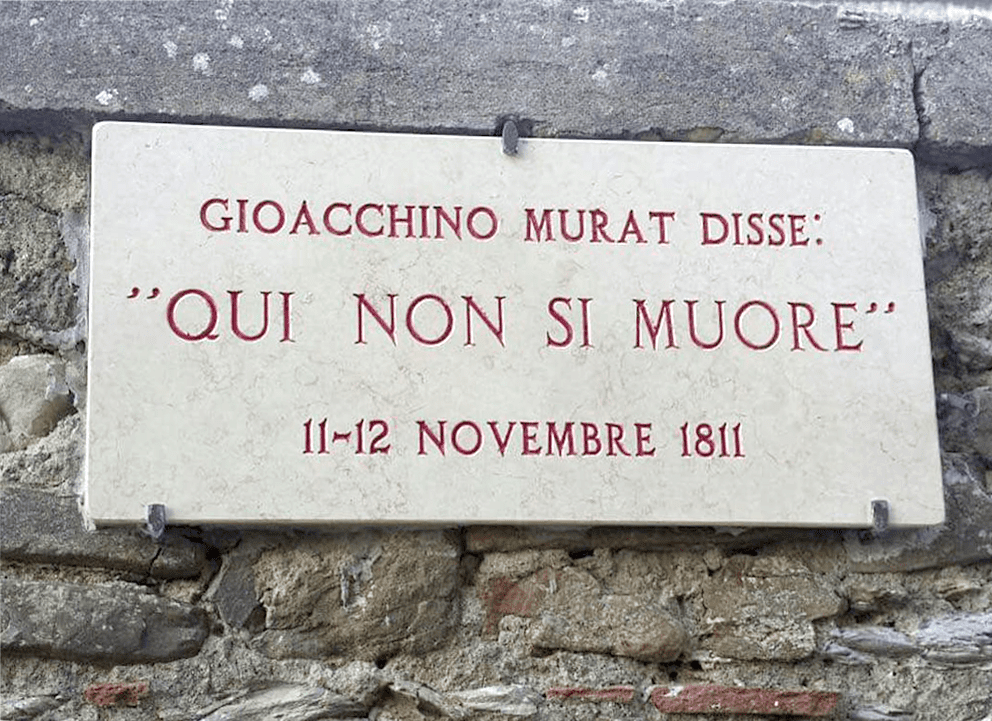 GIOACCHINO MURAT DISSE:
"QUI NON SI MUORE"
11-12 NOVEMBRE 1811